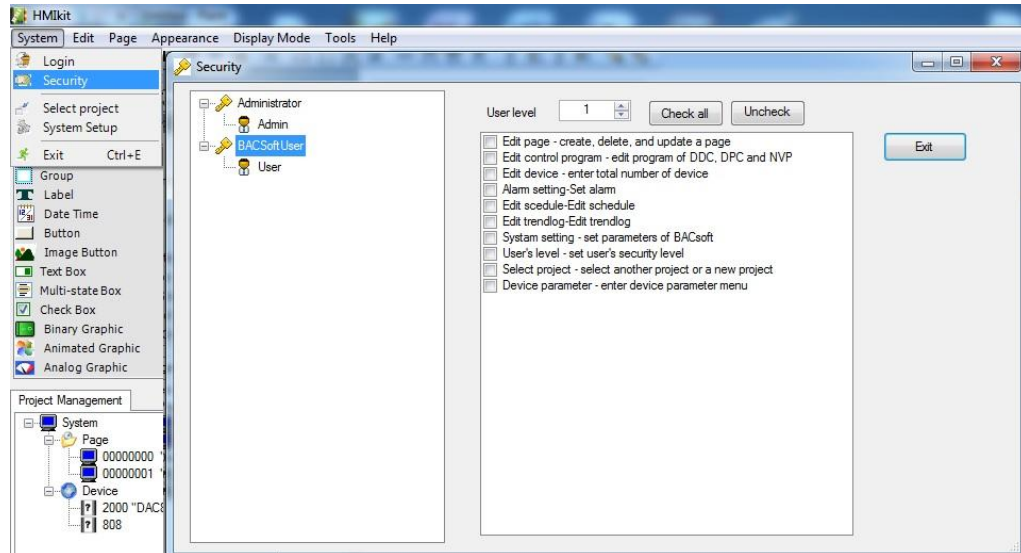 HMIkit
System Edit Page Appearance Display Mode Tools Help
Login
Security
Select project
System Setup
Exit Ctrl+E
Group
Label
Date Time
Button
Image Button
Text Box
Multi-state Box
Check Box
Binary Graphic
Animated Graphic
Analog Graphic
Project Management
System
Page
00000000
00000001
Device
2000 "DAC
808
Security
Administrator
Admin
BACSoftUser
User
User level 1 Check all Uncheck
Edit page - create, delete, and update a page
Edit control program - edit program of DDC, DPC and NVP
Edit device - enter total number of device
Alarm setting-Set alarm
Edit scedule-Edit schedule
Edit trendlog-Edit trendlog
Systam setting - set parameters of BACsoft
User's level - set user's security level
Select project - select another project or a new project
Device parameter - enter device parameter menu
Exit